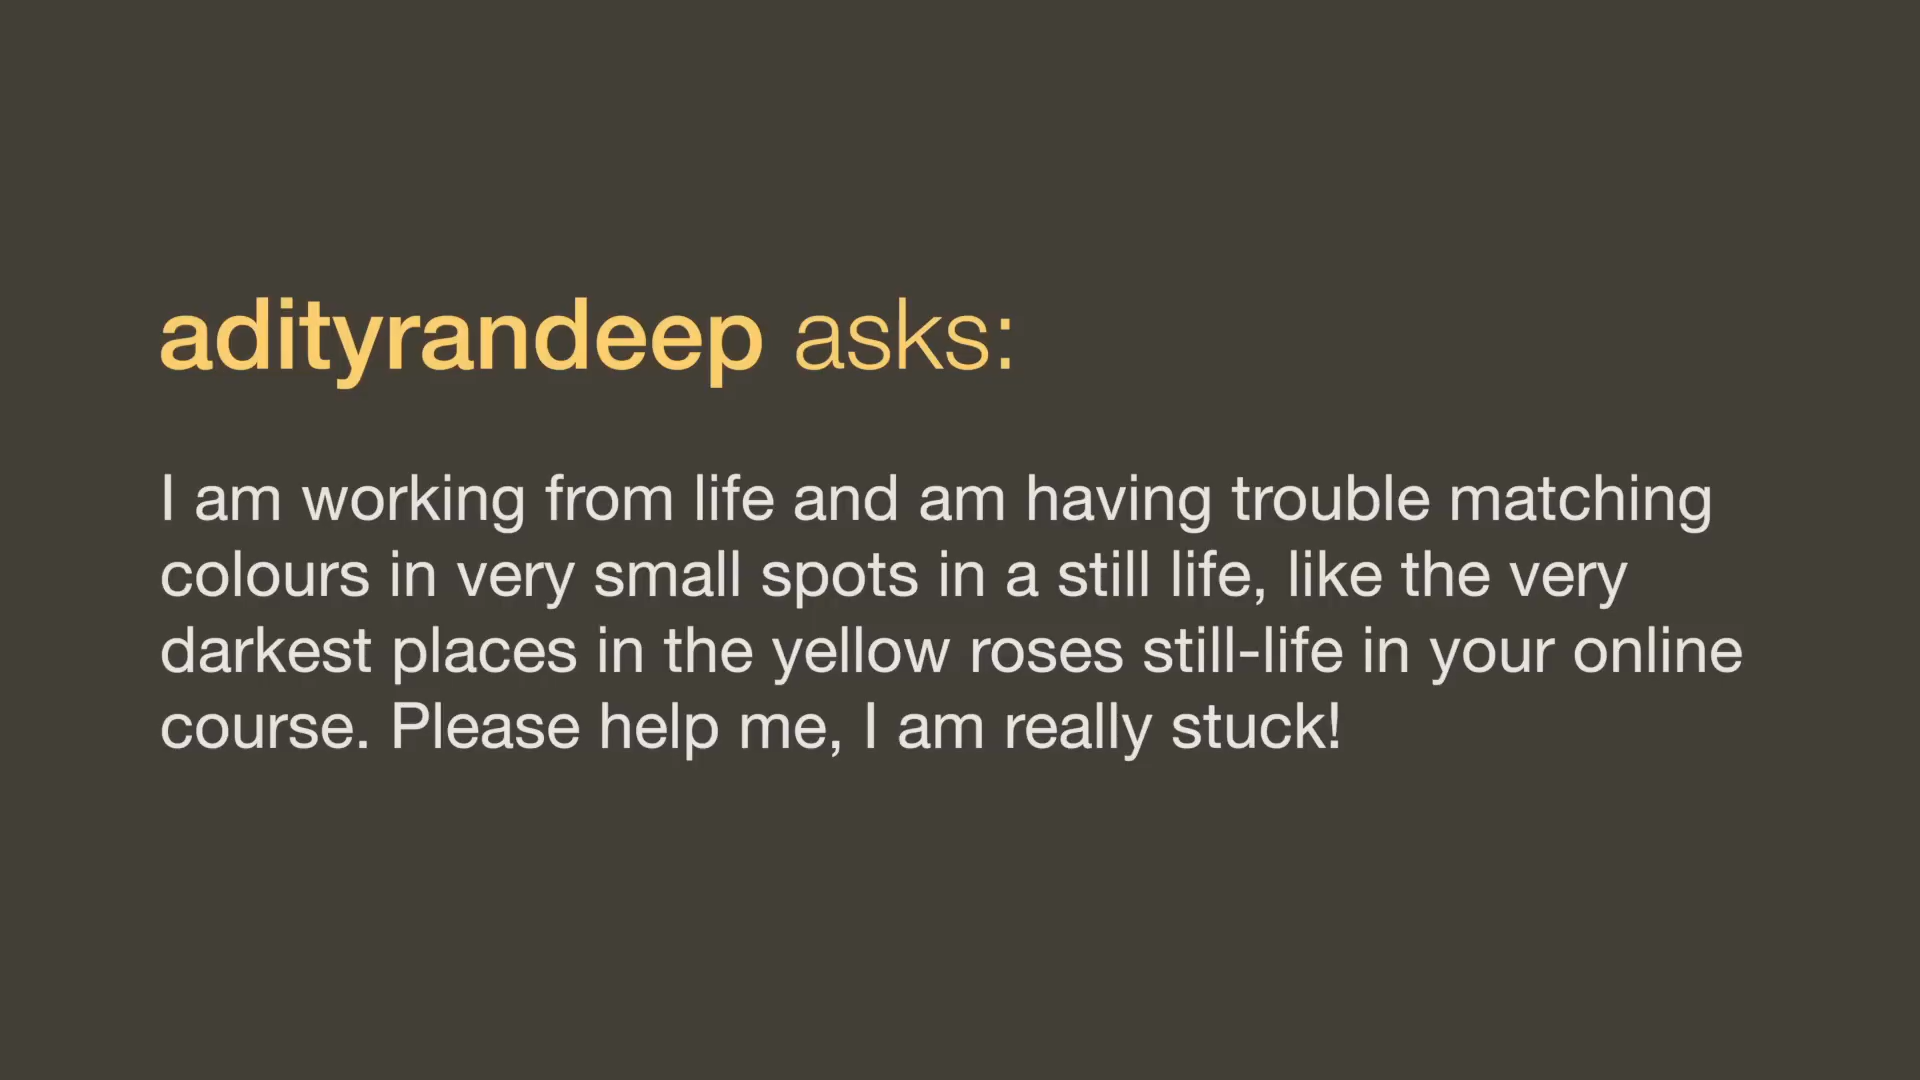 adityrandeep asks:
I am working from life and am having trouble matching
colours in very small spots in a still life, like the very
darkest places in the yellow roses still-life in your online
course. Please help me, I am really stuck!